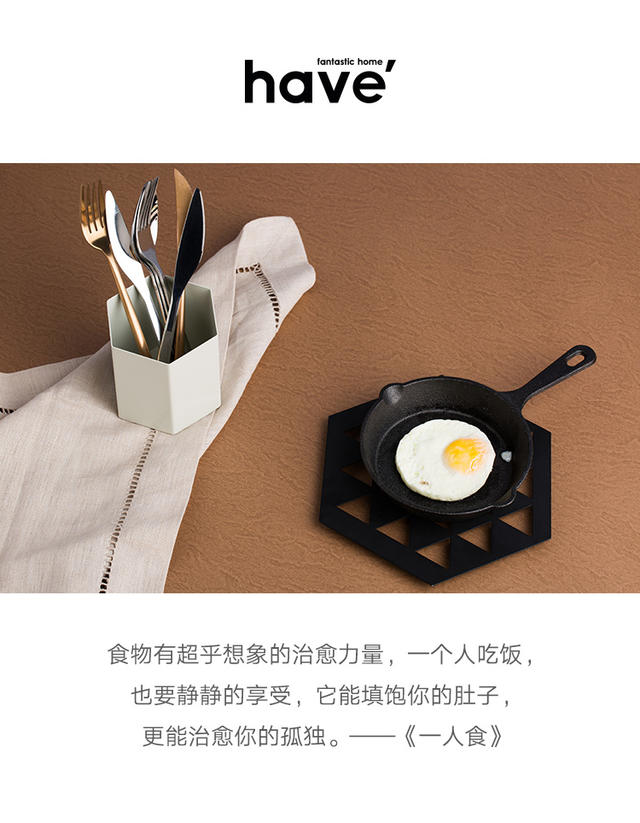 fantastic home
have’
食物有超乎想象的治愈力量，一个人吃饭，
也要静静的享受，它能填饱你的肚子，
更能治愈你的孤独。——《一人食》